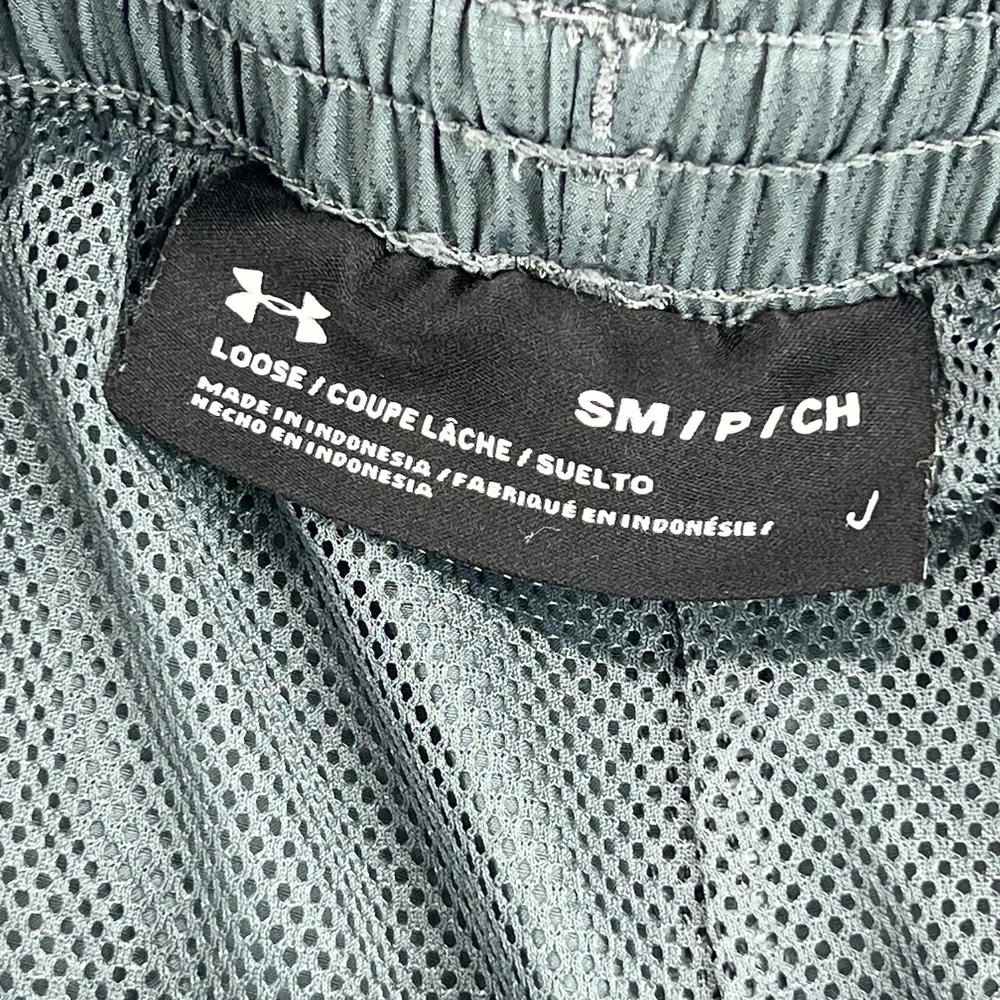 LOOSE / COUPE LÂCHE / SUELTO
SM / P / CH
MADE IN INDONESIA / FABRIQUÉ EN INDONÉSIE /
HECHO EN INDONESIA
J